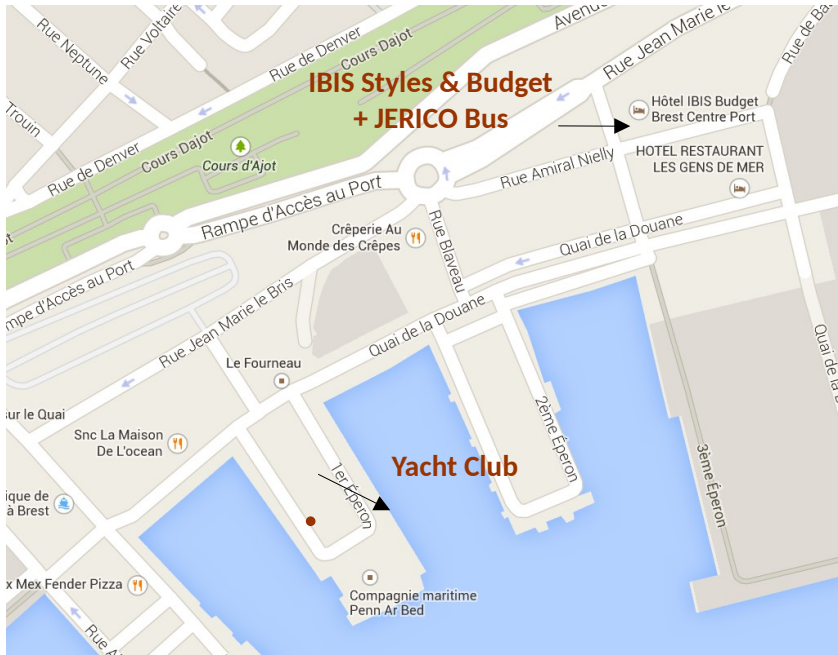 Rue Neptune
Rue Voltaire
Avenue
Rue Jean Marie le
Rue de
Rue de Denver
Cours Dajot
IBIS Styles & Budget
+ JERICO Bus
Hôtel IBIS Budget
Brest Centre Port
Trouin
Cours Dajot
Cours d'Ajot
Rue de Denver
HOTEL RESTAURANT
LES GENS DE MER
Rue Amiral Nielly
Rampe d'Accès au Port
Crêperie Au
Monde des Crêpes
Rue Blaveau
Quai de la Douane
mpe d'Accès au Port
Rue Jean Marie le Bris
Quai de la Douane
Quai de la
Le Fourneau
sur le Quai
Snc La Maison
De L'ocean
2ème Éperon
Yacht Club
1er Éperon
3ème Éperon
ique de
à Brest
x Mex Fender Pizza
Compagnie maritime
Penn Ar Bed
Rue